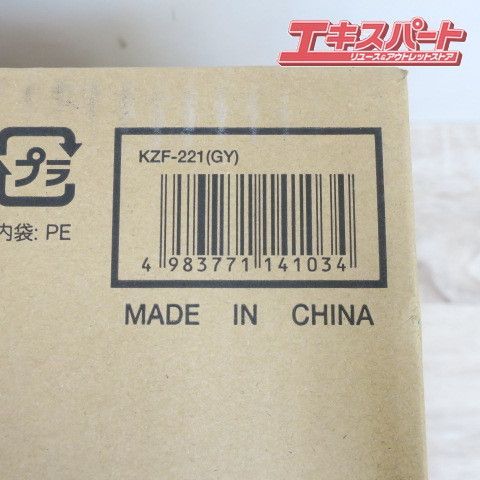 エキスパート
リユース&アウトレットストア
KZF-221(GY)
プラ
内袋: PE
4 983771 141034
MADE IN CHINA